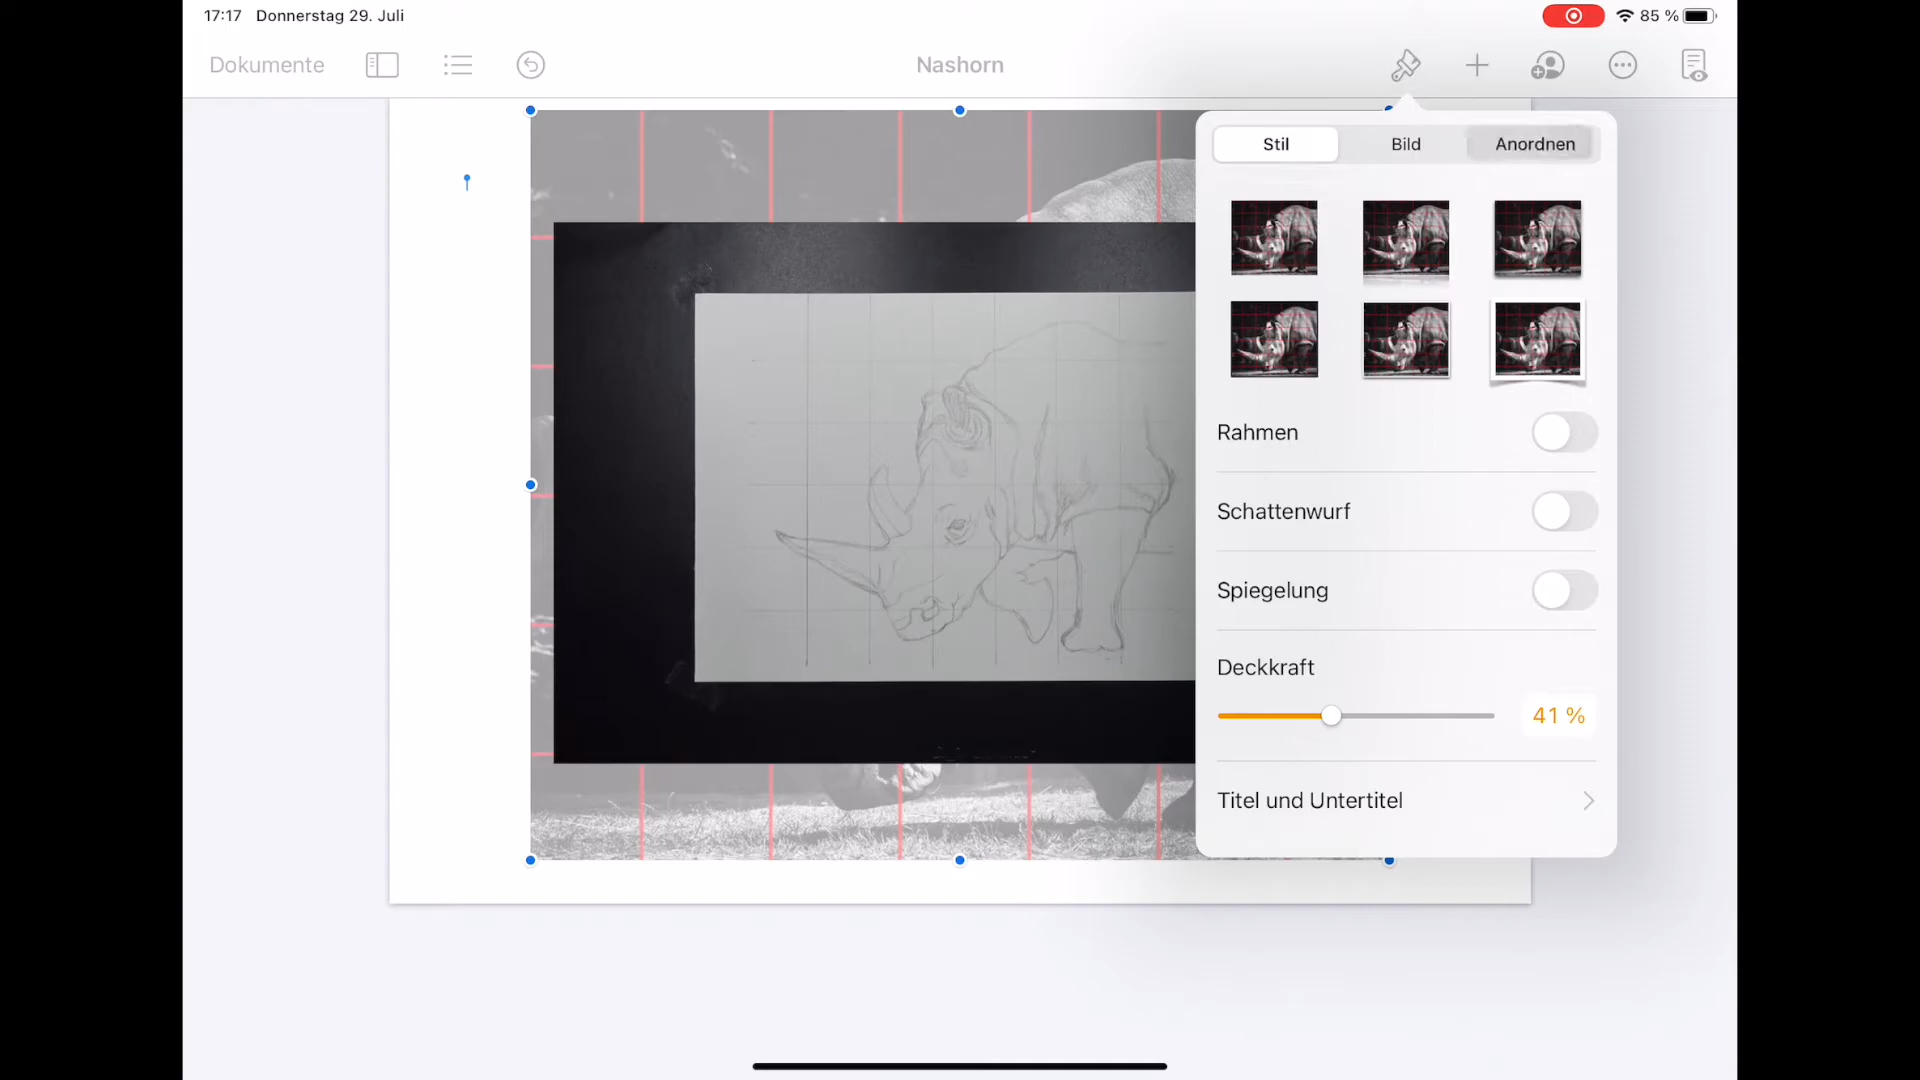 17:17 Donnerstag 29. Juli
85 %
Dokumente
Nashorn
Stil
Bild
Anordnen
Rahmen
Schattenwurf
Spiegelung
Deckkraft
41 %
Titel und Untertitel